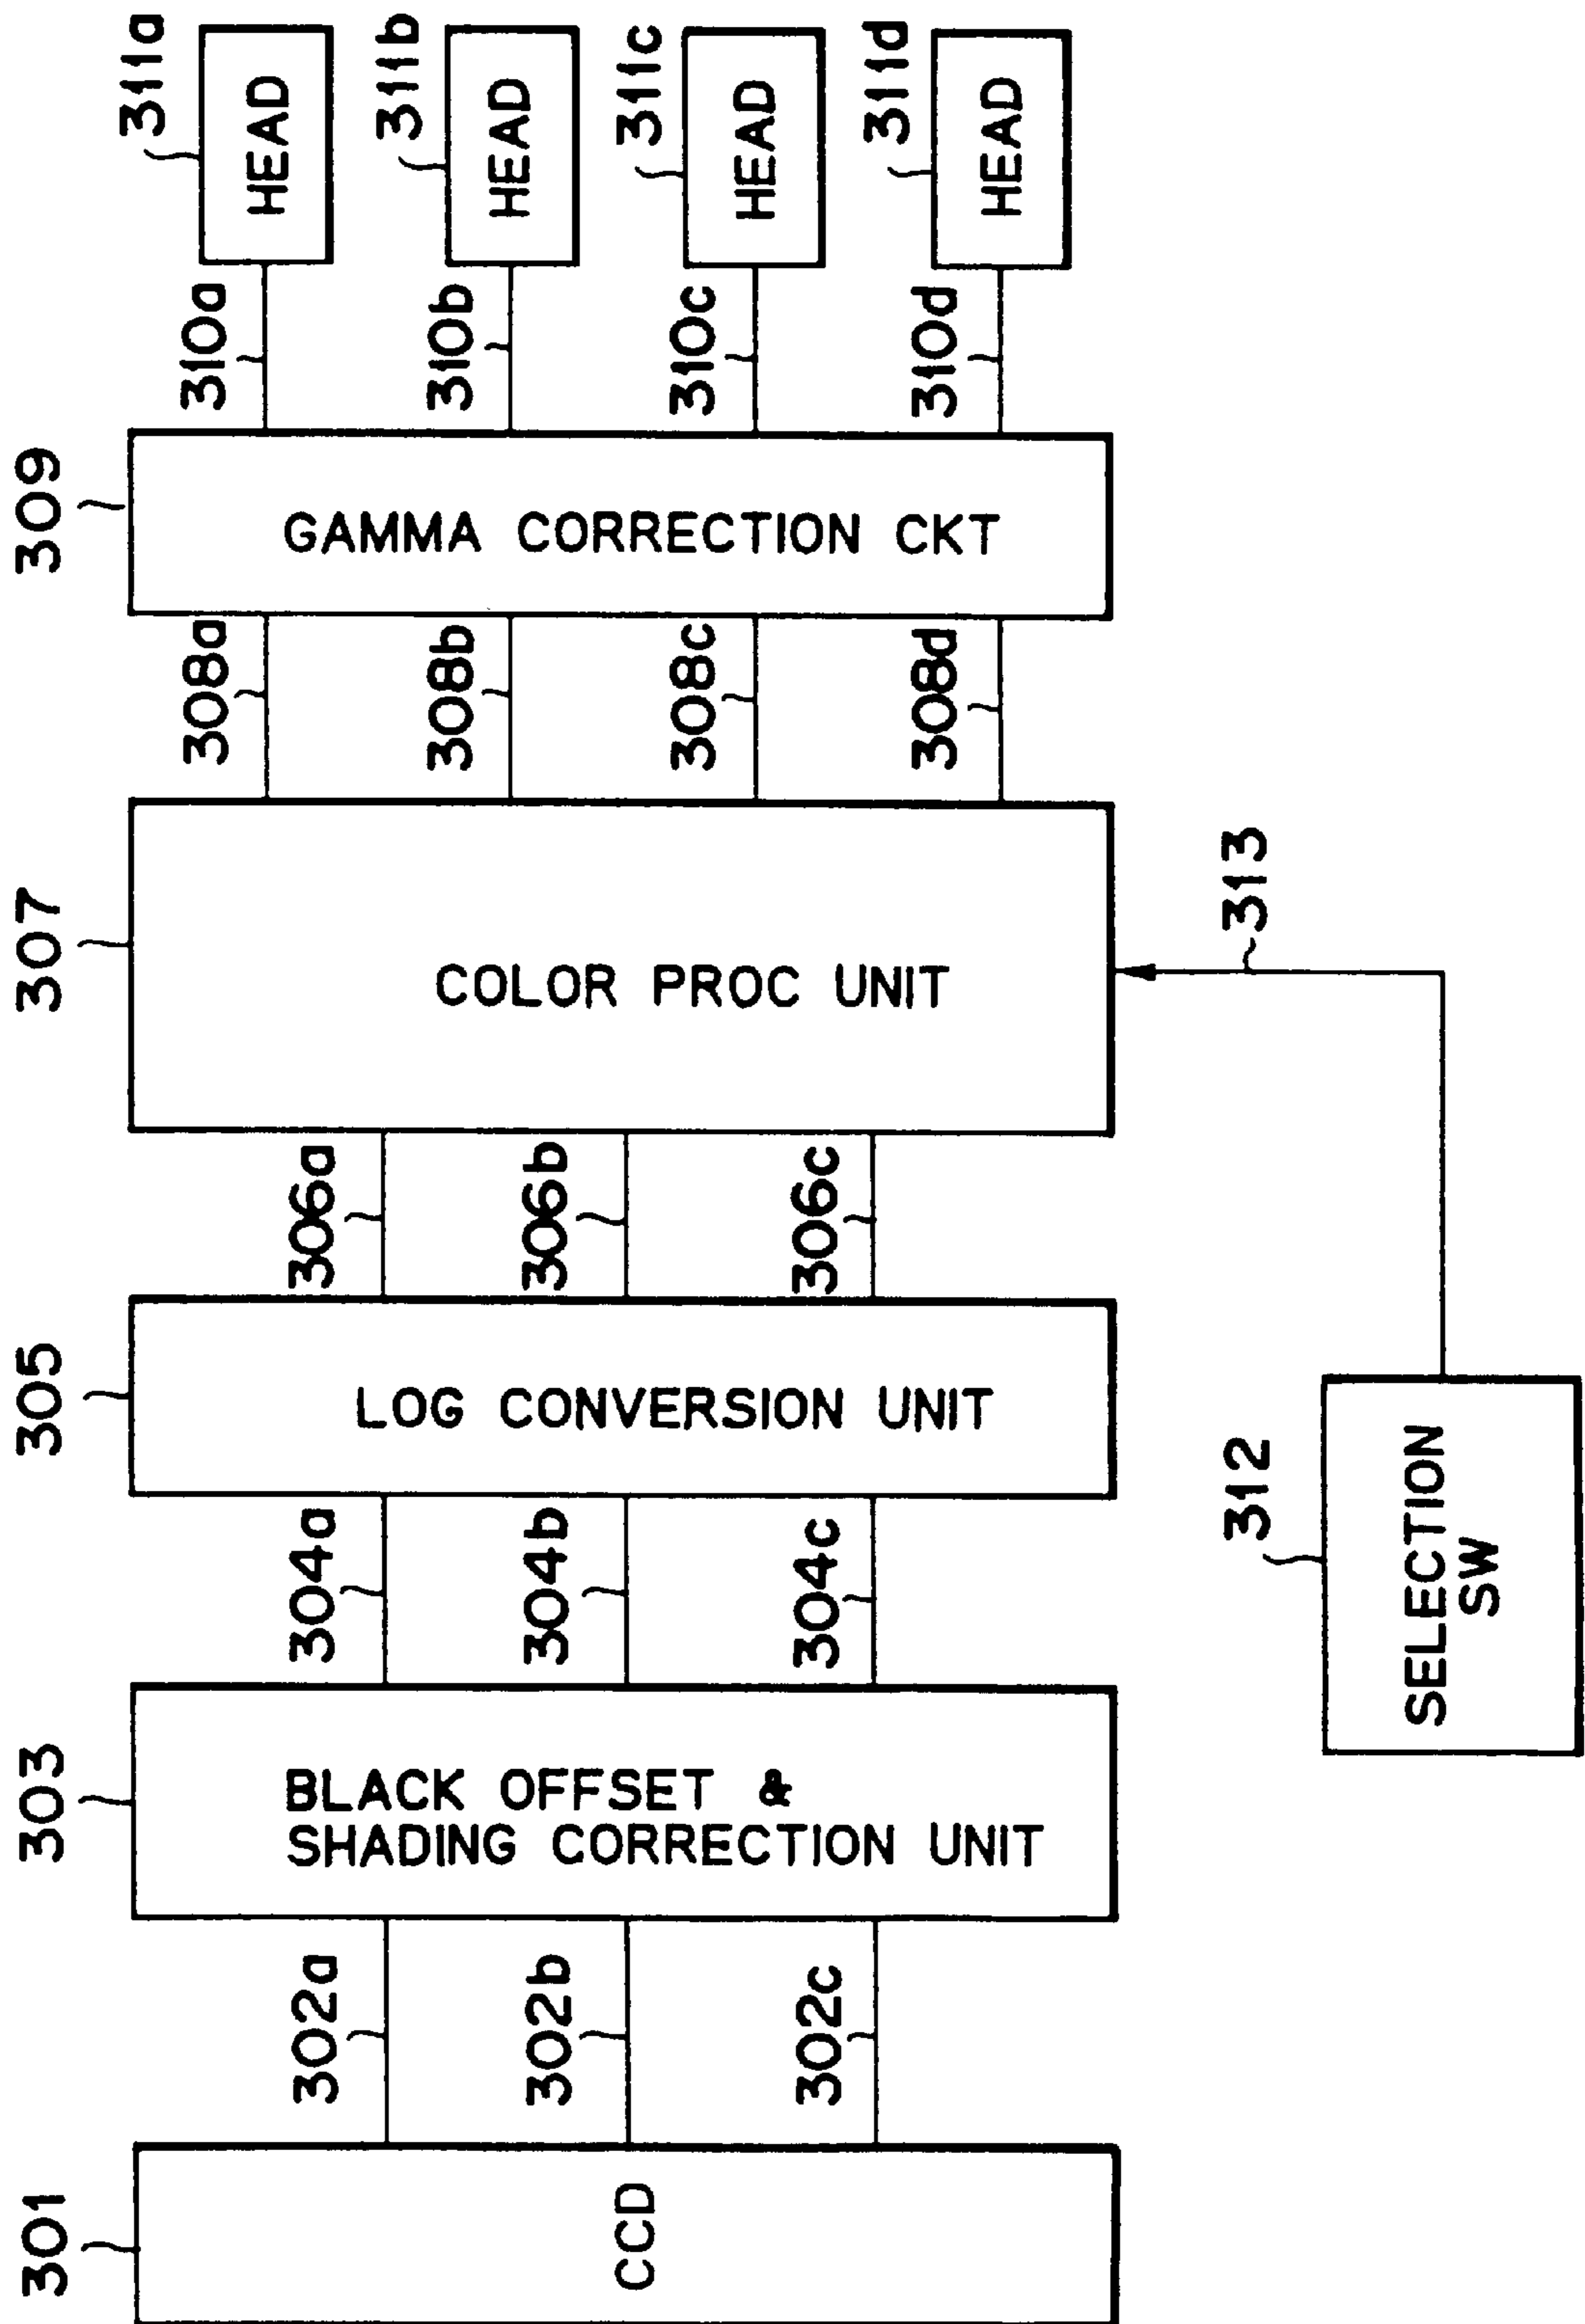 301
CCD
302a
302b
302c
303
BLACK OFFSET &
SHADING CORRECTION UNIT
304a
304b
304c
305
LOG CONVERSION UNIT
306a
306b
306c
307
COLOR PROC UNIT
308a
308b
308c
308d
309
GAMMA CORRECTION CKT
310a
310b
310c
310d
311a
HEAD
311b
HEAD
311c
HEAD
311d
HEAD
312
SELECTION
SW
313